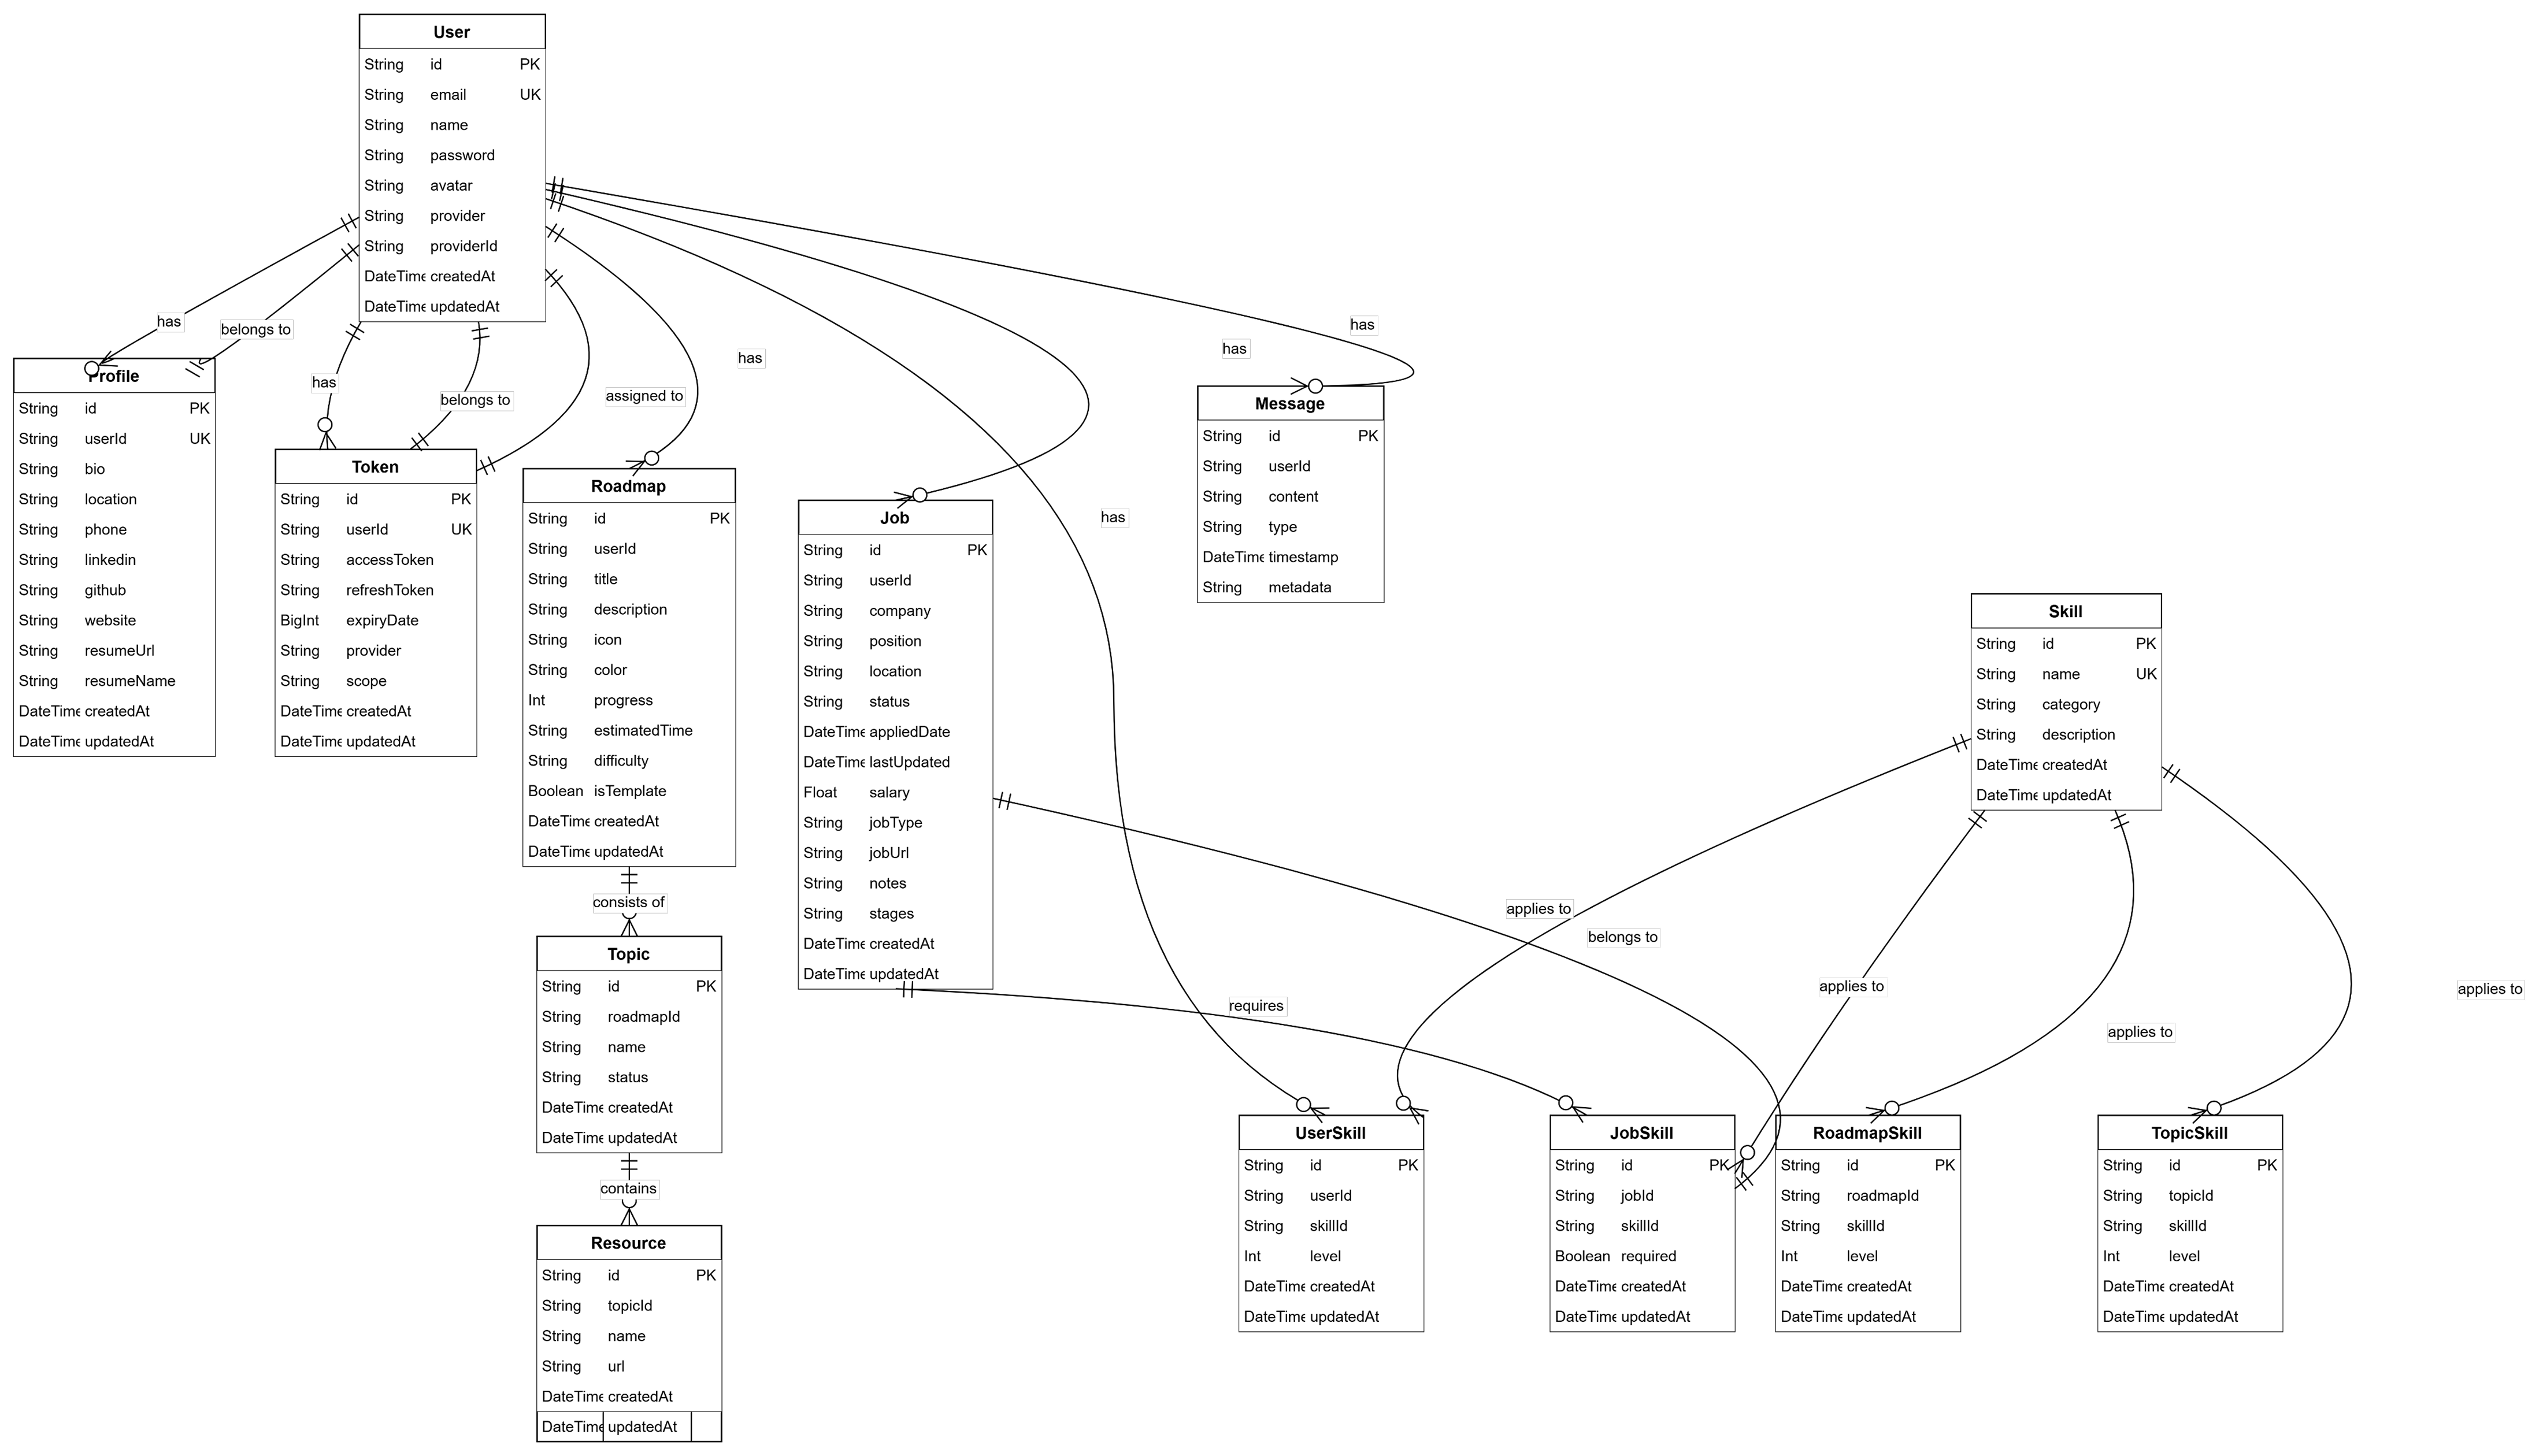 User
String id PK
String email UK
String name
String password
String avatar
String provider
String providerId
DateTime createdAt
DateTime updatedAt
has
belongs to
has
belongs to
assigned to
has
has
has
has
Profile
String id PK
String userId UK
String bio
String location
String phone
String linkedin
String github
String website
String resumeUrl
String resumeName
DateTime createdAt
DateTime updatedAt
Token
String id PK
String userId UK
String accessToken
String refreshToken
BigInt expiryDate
String provider
String scope
DateTime createdAt
DateTime updatedAt
Roadmap
String id PK
String userId
String title
String description
String icon
String color
Int progress
String estimatedTime
String difficulty
Boolean isTemplate
DateTime createdAt
DateTime updatedAt
consists of
Topic
String id PK
String roadmapId
String name
String status
DateTime createdAt
DateTime updatedAt
contains
Resource
String id PK
String topicId
String name
String url
DateTime createdAt
DateTime updatedAt
Job
String id PK
String userId
String company
String position
String location
String status
DateTime appliedDate
DateTime lastUpdated
Float salary
String jobType
String jobUrl
String notes
String stages
DateTime createdAt
DateTime updatedAt
Message
String id PK
String userId
String content
String type
DateTime timestamp
String metadata
Skill
String id PK
String name UK
String category
String description
DateTime createdAt
DateTime updatedAt
applies to
belongs to
requires
applies to
applies to
applies to
UserSkill
String id PK
String userId
String skillId
Int level
DateTime createdAt
DateTime updatedAt
JobSkill
String id PK
String jobId
String skillId
Boolean required
DateTime createdAt
DateTime updatedAt
RoadmapSkill
String id PK
String roadmapId
String skillId
Int level
DateTime createdAt
DateTime updatedAt
TopicSkill
String id PK
String topicId
String skillId
Int level
DateTime createdAt
DateTime updatedAt